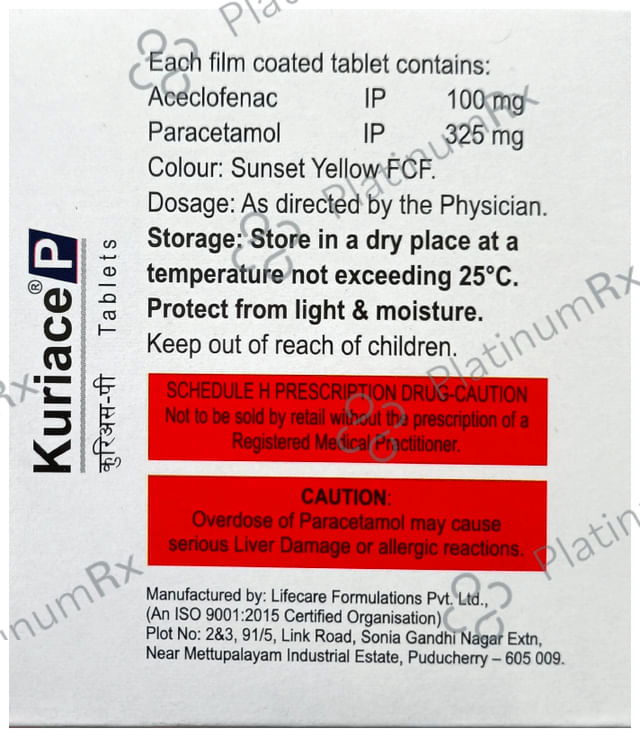 Each film coated tablet contains:
Aceclofenac IP 100 mg
Paracetamol IP 325 mg
Colour: Sunset Yellow FCF.
Dosage: As directed by the Physician.
Storage: Store in a dry place at a
temperature not exceeding 25°C.
Protect from light & moisture.
Keep out of reach of children.
SCHEDULE H PRESCRIPTION DRUG-CAUTION
Not to be sold by retail without the prescription of a
Registered Medical Practitioner.
CAUTION:
Overdose of Paracetamol may cause
serious Liver Damage or allergic reactions.
Manufactured by: Lifecare Formulations Pvt. Ltd.,
(An ISO 9001:2015 Certified Organisation)
Plot No: 2&3, 91/5, Link Road, Sonia Gandhi Nagar Extn,
Near Mettupalayam Industrial Estate, Puducherry – 605 009.
Kuriace® P
कुरिअस-पी Tablets
PlatinumRx
PlatinumRx
PlatinumRx